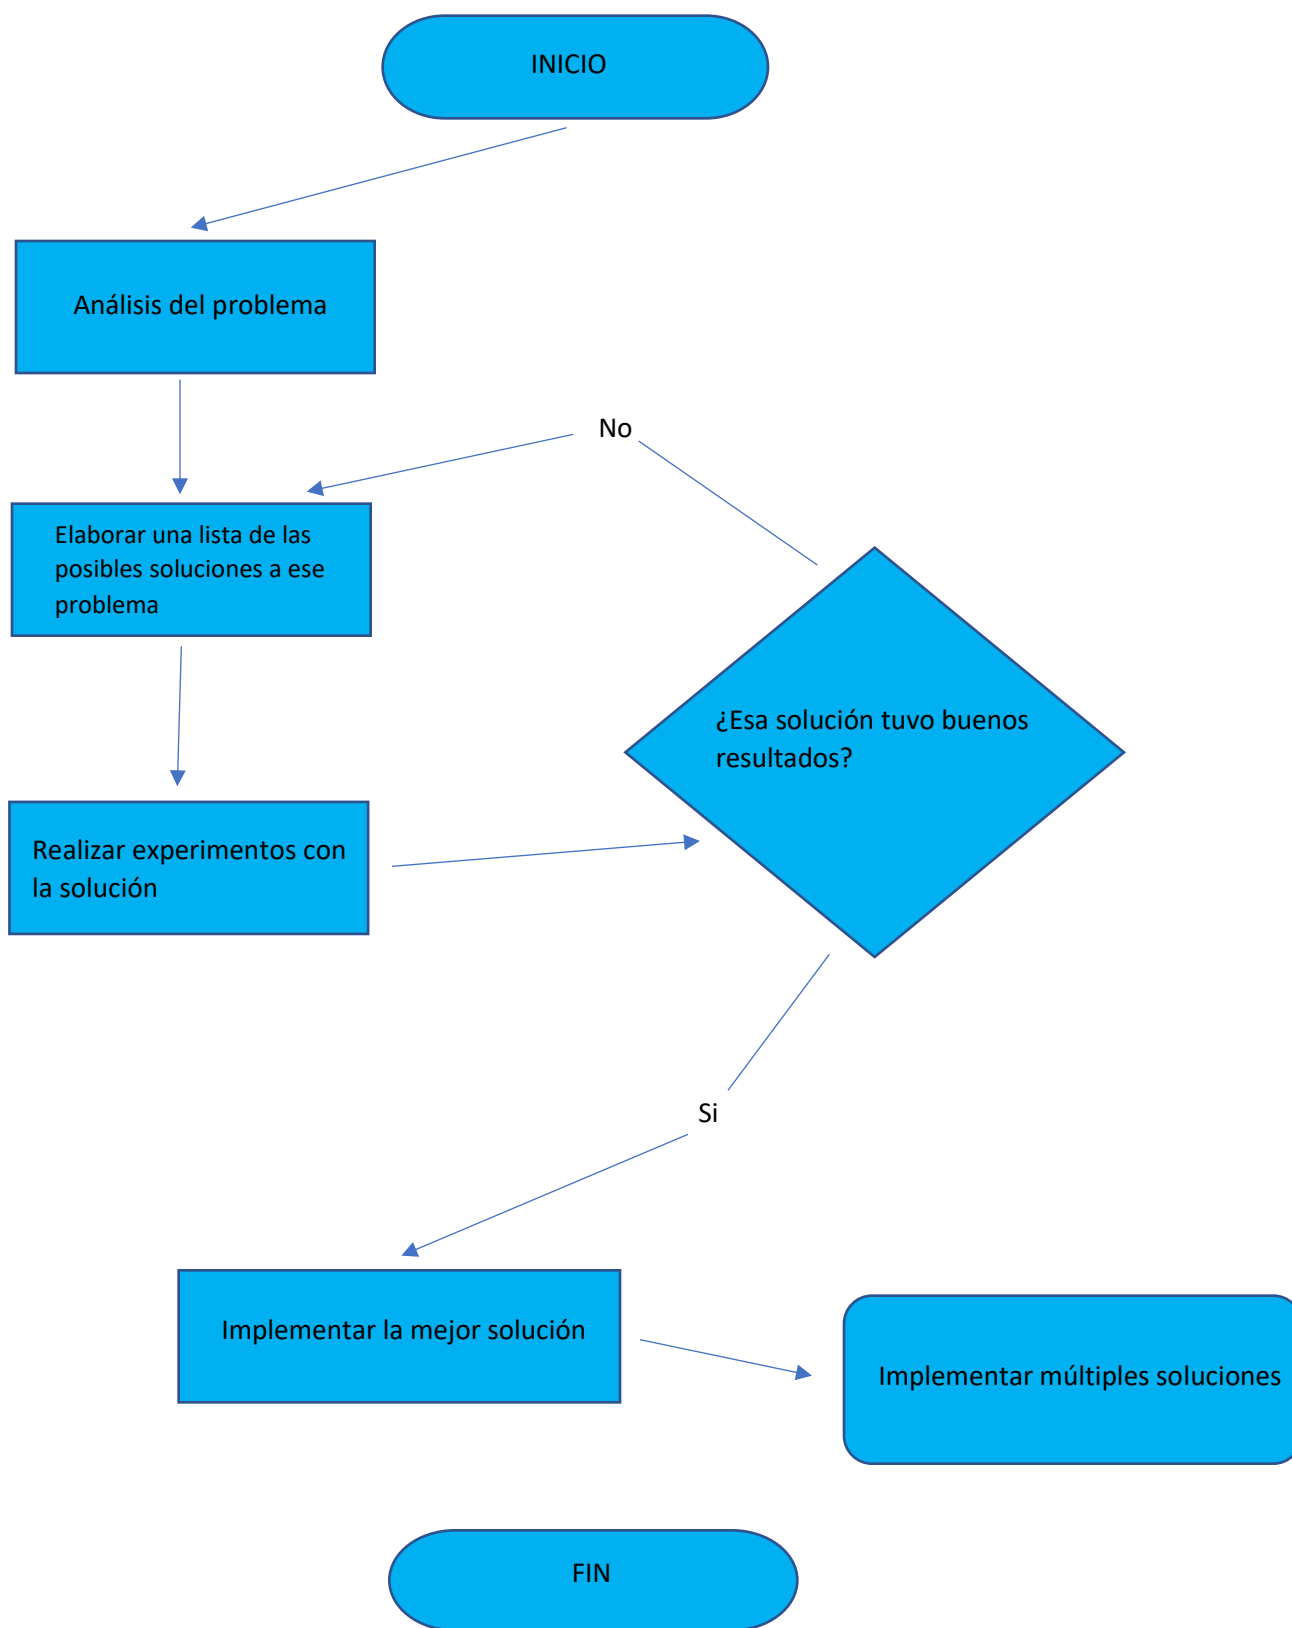 INICIO
Análisis del problema
No
Elaborar una lista de las
posibles soluciones a ese
problema
¿Esa solución tuvo buenos
resultados?
Realizar experimentos con
la solución
Si
Implementar la mejor solución
Implementar múltiples soluciones
FIN